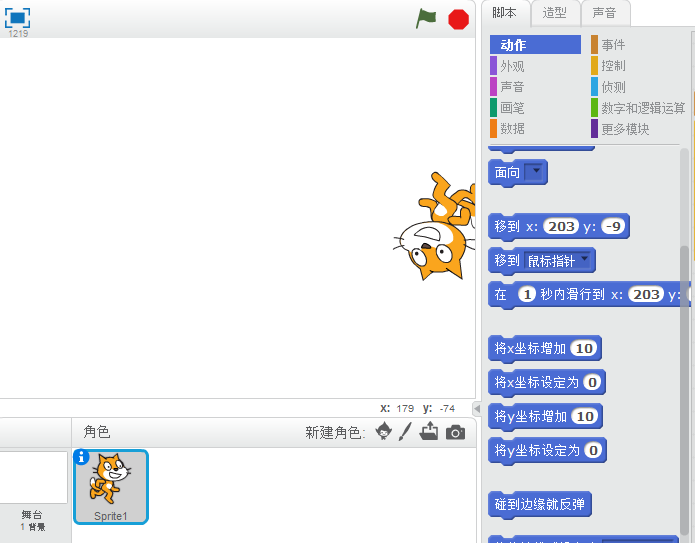 1219
脚本 造型 声音
动作 事件
外观 控制
声音 侦测
画笔 数字和逻辑运算
数据 更多模块
面向
移到 x: 203 y: -9
移到 鼠标指针
在 1 秒内滑行到 x: 203 y:
将x坐标增加 10
将x坐标设定为 0
将y坐标增加 10
将y坐标设定为 0
碰到边缘就反弹
x: 179 y: -74
角色 新建角色:
舞台
1 背景
Sprite1